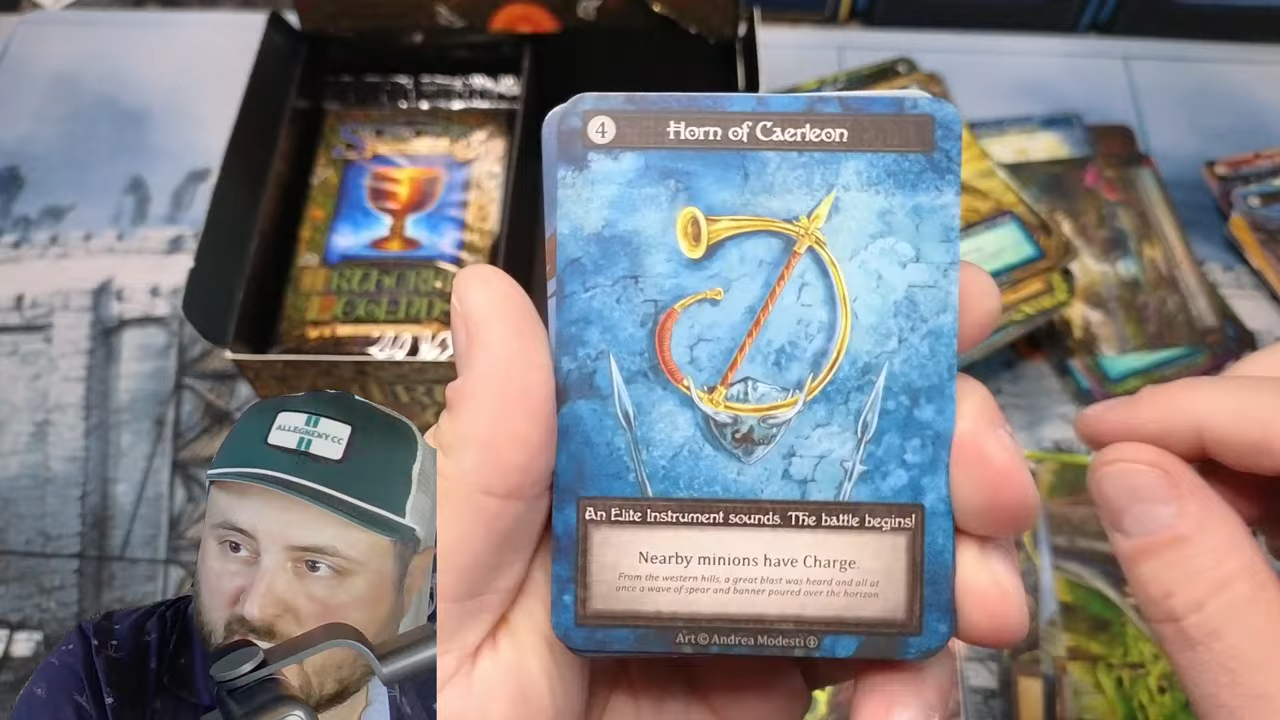 4
Horn of Caerleon
An Elite Instrument sounds. The battle begins!
Nearby minions have Charge.
From the western hills, a great blast was heard and all at
once a wave of spear and banner poured over the horizon
Art © Andrea Modesti
ALLEGHENY CC